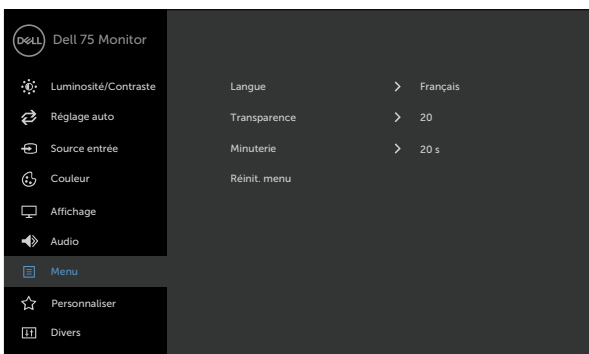 DELL Dell 75 Monitor
Luminosité/Contraste
Réglage auto
Source entrée
Couleur
Affichage
Audio
Menu
Personnaliser
Divers
Langue > Français
Transparence > 20
Minuterie > 20 s
Réinit. menu